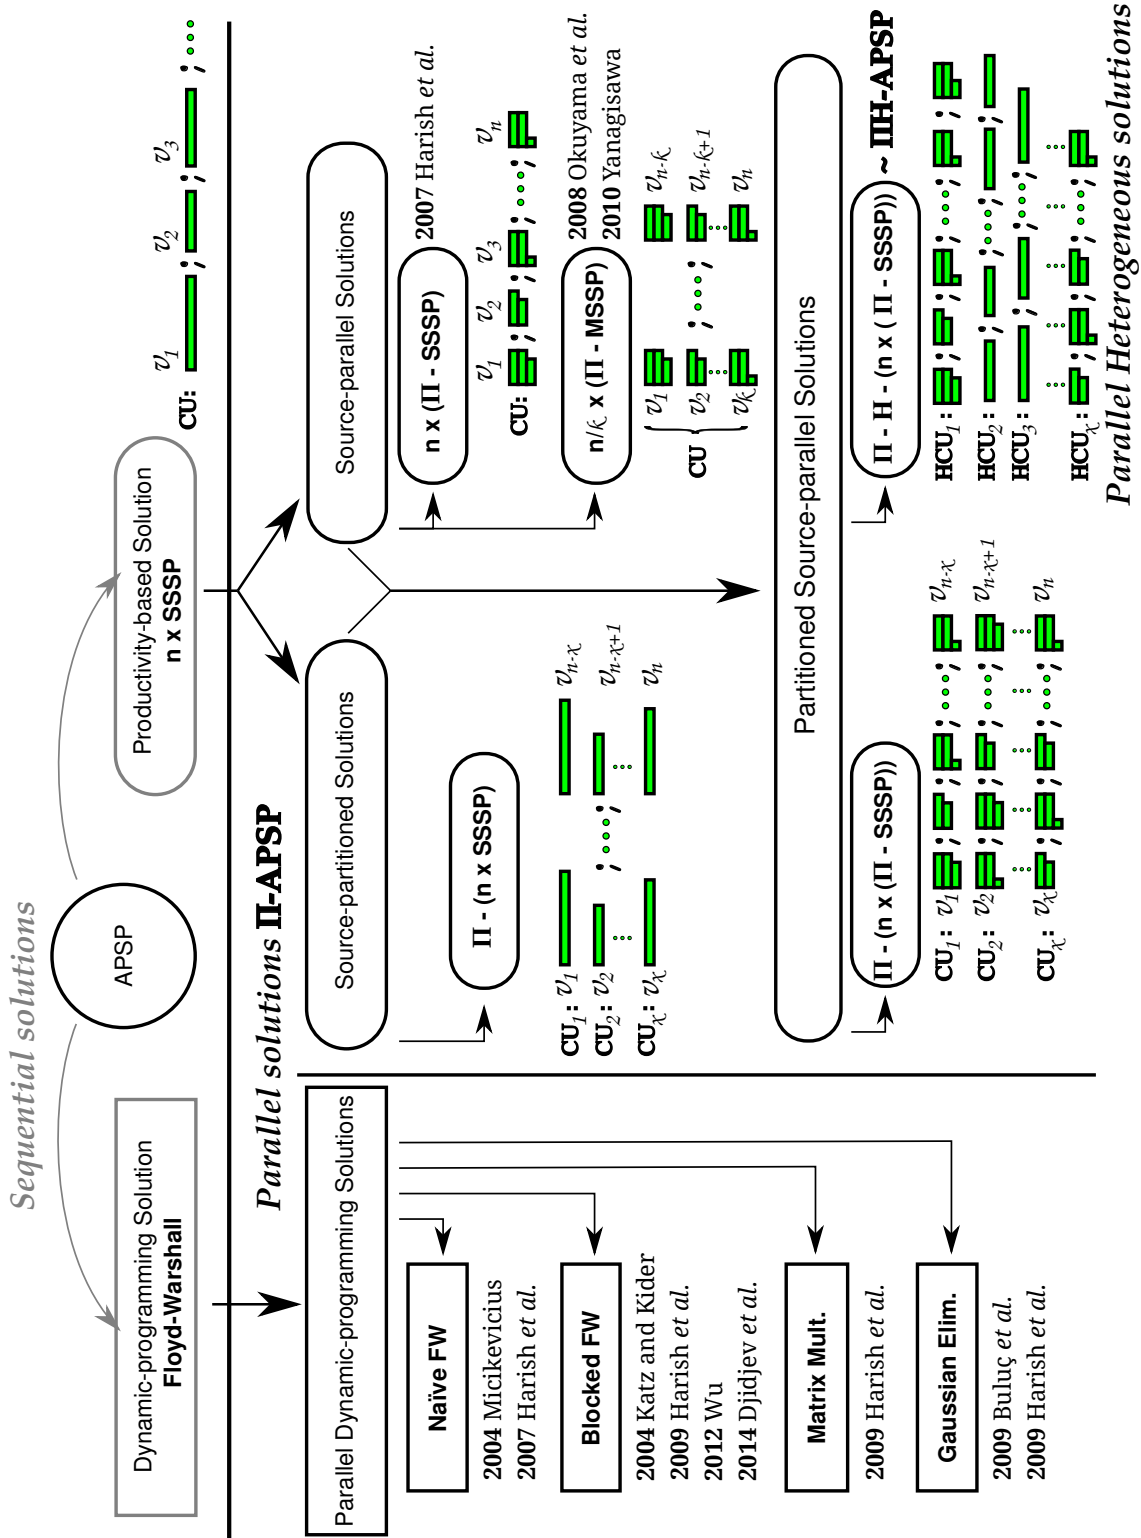 Sequential solutions
APSP
Dynamic-programming Solution
Floyd-Warshall
Productivity-based Solution
n x SSSP
v1 v2 v3
CU: ; ; ;
Parallel solutions Π-APSP
Parallel Dynamic-programming Solutions
Naïve FW
2004 Micikevicius
2007 Harish et al.
Blocked FW
2004 Katz and Kider
2009 Harish et al.
2012 Wu
2014 Djidjev et al.
Matrix Mult.
2009 Harish et al.
Gaussian Elim.
2009 Buluç et al.
2009 Harish et al.
Source-partitioned Solutions
Π - (n x SSSP)
CU1: v1 vn-χ
CU2: v2 ; ; vn-χ+1
CUχ: vχ vn
Source-parallel Solutions
n x (Π - SSSP)
2007 Harish et al.
v1 v2 v3 vn
CU: ; ; ; ;
n/k x (Π - MSSP)
2008 Okuyama et al.
2010 Yanagisawa
v1 vn-k
CU v2 ; ; vn-k+1
vk vn
Partitioned Source-parallel Solutions
Π - (n x (Π - SSSP))
CU1: v1 ; ; ; ; vn-χ
CU2: v2 ; ; ; ; vn-χ+1
CUχ: vχ ; ; ; ; vn
Π - H - (n x ( Π - SSSP))
~ ΠH-APSP
HCU1: ; ; ; ; ;
HCU2: ; ; ; ;
HCU3: ; ; ;
HCUχ: ; ; ; ;
Parallel Heterogeneous solutions